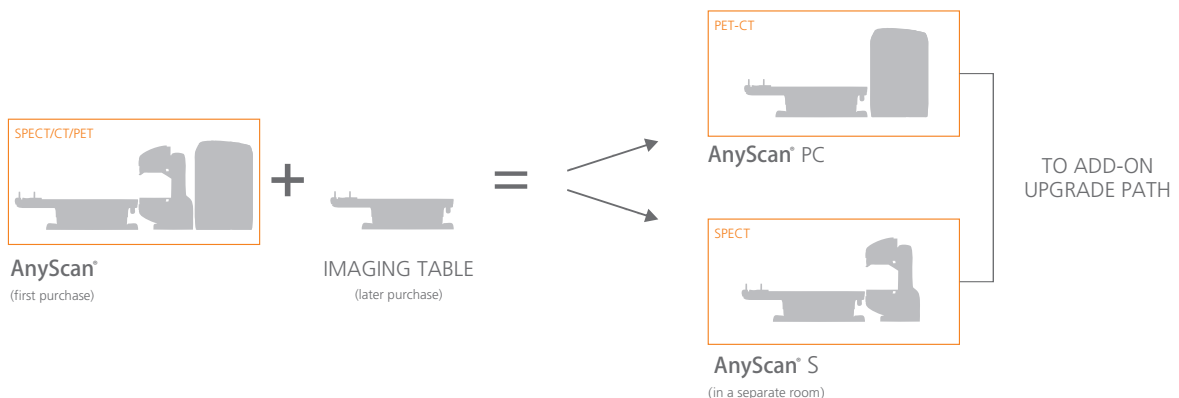 SPECT/CT/PET
AnyScan®
(first purchase)
+
IMAGING TABLE
(later purchase)
=
PET-CT
AnyScan® PC
SPECT
AnyScan® S
(in a separate room)
TO ADD-ON
UPGRADE PATH